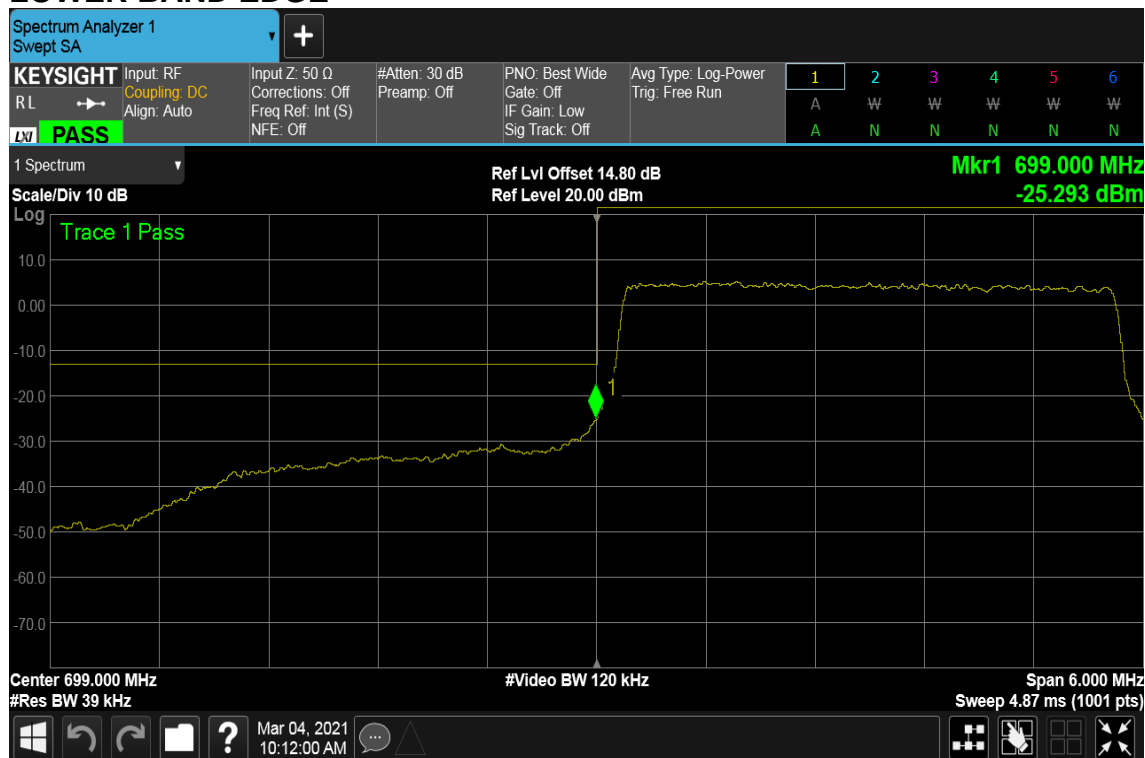 LOWER BAND EDGE
Spectrum Analyzer 1
Swept SA
+
KEYSIGHT
R L
LXI PASS
Input: RF
Coupling: DC
Align: Auto
Input Z: 50 Ω
Corrections: Off
Freq Ref: Int (S)
NFE: Off
#Atten: 30 dB
Preamp: Off
PNO: Best Wide
Gate: Off
IF Gain: Low
Sig Track: Off
Avg Type: Log-Power
Trig: Free Run
1 2 3 4 5 6
A W W W W W
A N N N N N
1 Spectrum
Scale/Div 10 dB
Ref Lvl Offset 14.80 dB
Ref Level 20.00 dBm
Mkr1 699.000 MHz
-25.293 dBm
Log
Trace 1 Pass
10.0
0.00
-10.0
-20.0
-30.0
-40.0
-50.0
-60.0
-70.0
1
Center 699.000 MHz
#Res BW 39 kHz
#Video BW 120 kHz
Span 6.000 MHz
Sweep 4.87 ms (1001 pts)
?
Mar 04, 2021
10:12:00 AM